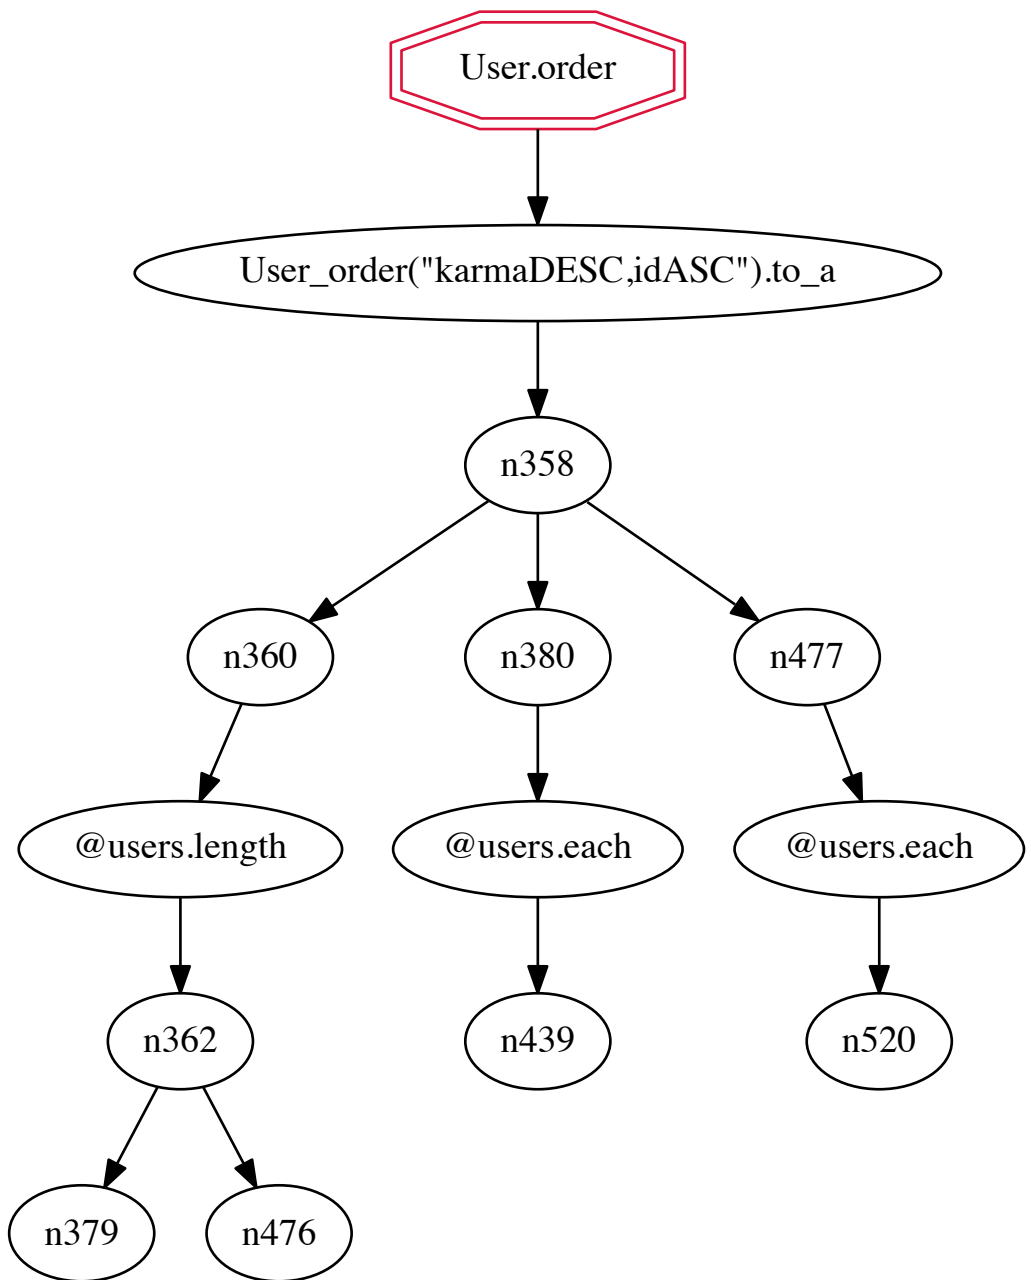 User.order
User_order("karmaDESC,idASC").to_a
n358
n360
n380
n477
@users.length
@users.each
@users.each
n362
n439
n520
n379
n476